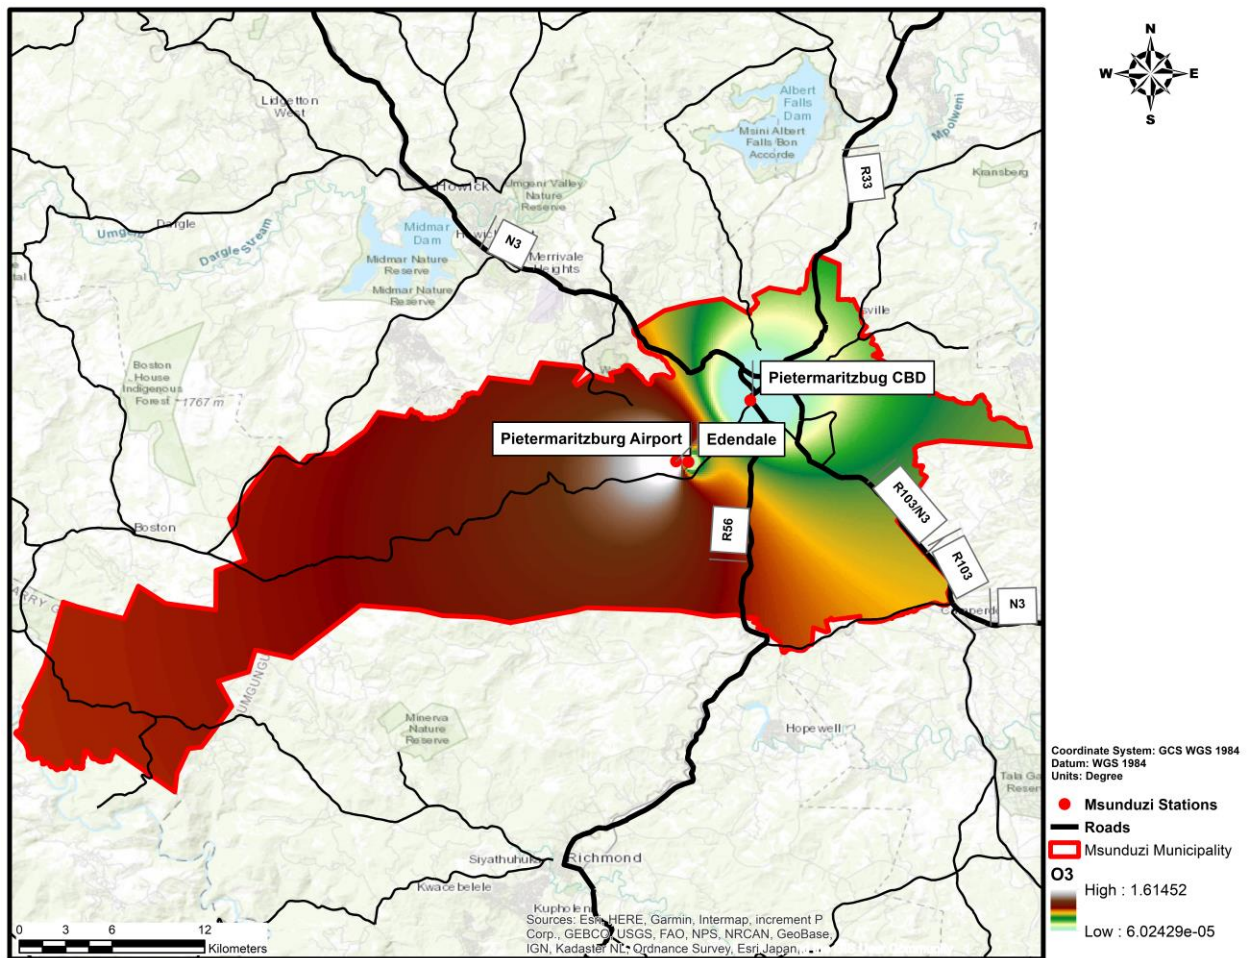 N
W E
S
Lidgetton
West
Albert
Falls
Dam
Msini Albert
Falls Bon
Accorde
Mpolweni
R33
Kransberg
Howick
Umgeni Valley
Nature
Reserve
Dargle
Dargle Stream
Midmar
Dam
N3
Merrivale
Heights
Midmar Nature
Reserve
Midmar Nature
Reserve
sville
Boston
House
Indigenous
Forest
1767 m
Pietermaritzbug CBD
Pietermaritzburg Airport
Edendale
R103/N3
R56
R103
N3
Boston
Minerva
Nature
Reserve
Hopewell
Richmond
Kwacebelele
Coordinate System: GCS WGS 1984
Datum: WGS 1984
Units: Degree
Msunduzi Stations
Roads
Msunduzi Municipality
O3
High : 1.61452
Low : 6.02429e-05
0 3 6 12
Kilometers
Sources: Esri, HERE, Garmin, Intermap, increment P
Corp., GEBCO, USGS, FAO, NPS, NRCAN, GeoBase,
IGN, Kadaster NL, Ordnance Survey, Esri Japan,